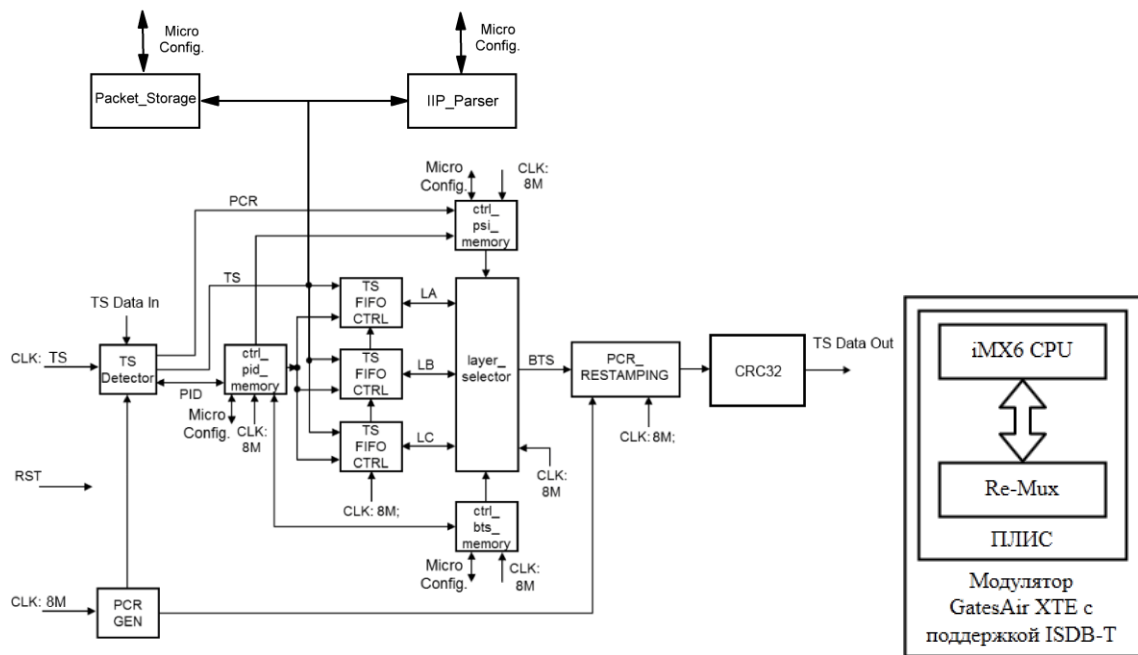 Micro
Config.
Micro
Config.
Packet_Storage
IIP_Parser
Micro
Config.
CLK:
8M
PCR
ctrl_
psi_
memory
TS
TS
FIFO
CTRL
LA
TS Data In
CLK: TS
TS
Detector
PID
ctrl_
pid_
memory
Micro
Config.
CLK:
8M
TS
FIFO
CTRL
LB
layer_
selector
BTS
PCR_
RESTAMPING
CLK: 8M;
CRC32
TS Data Out
TS
FIFO
CTRL
LC
CLK: 8M;
CLK:
8M
RST
ctrl_
bts_
memory
Micro
Config.
CLK:
8M
CLK: 8M
PCR
GEN
iMX6 CPU
Re-Mux
ПЛИС
Модулятор
GatesAir XTE с
поддержкой ISDB-T